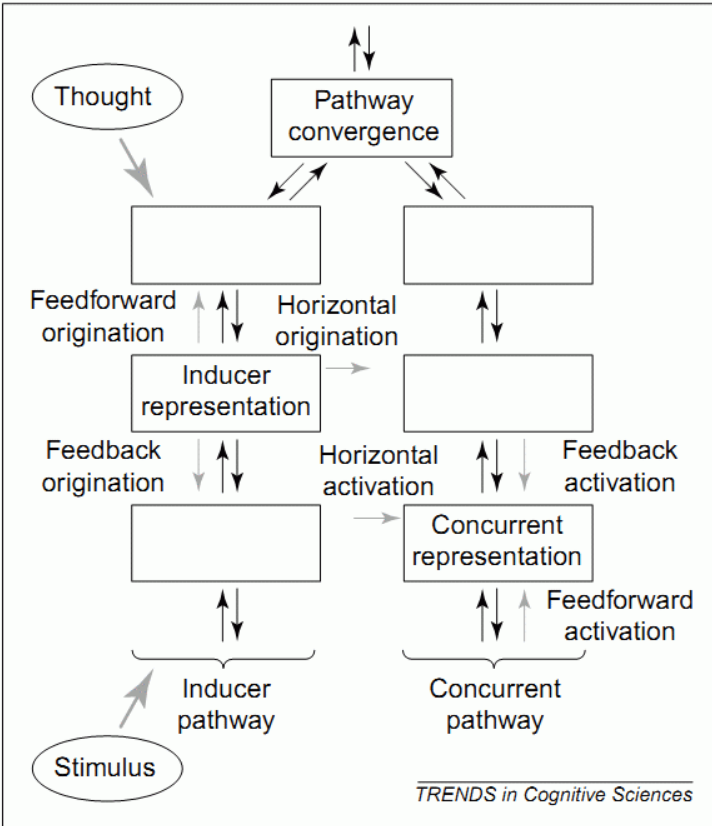 Thought
Pathway
convergence
Feedforward
origination
Horizontal
origination
Inducer
representation
Feedback
origination
Horizontal
activation
Feedback
activation
Concurrent
representation
Feedforward
activation
Inducer
pathway
Concurrent
pathway
Stimulus
TRENDS in Cognitive Sciences